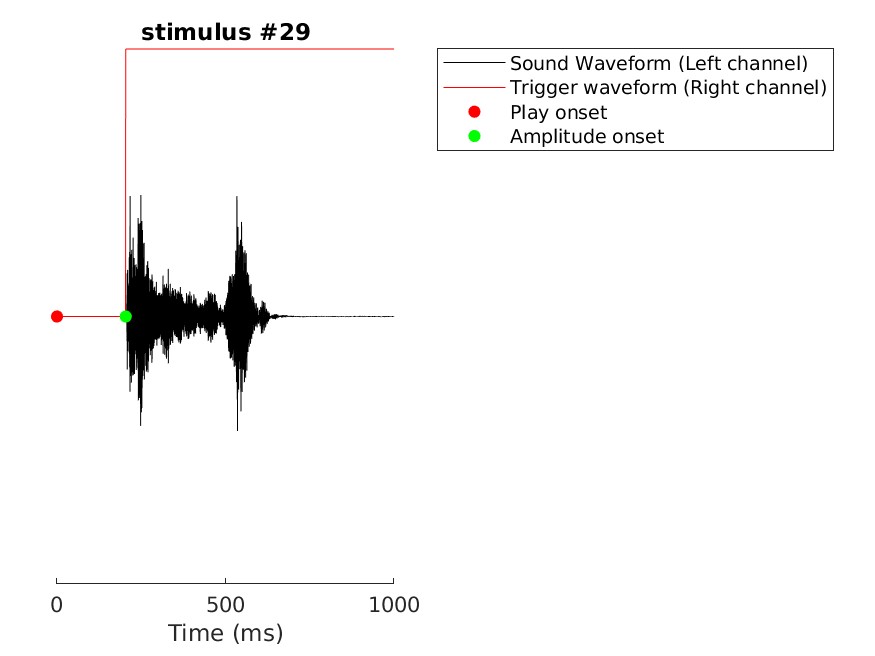 stimulus #29
Sound Waveform (Left channel)
Trigger waveform (Right channel)
Play onset
Amplitude onset
0 500 1000
Time (ms)